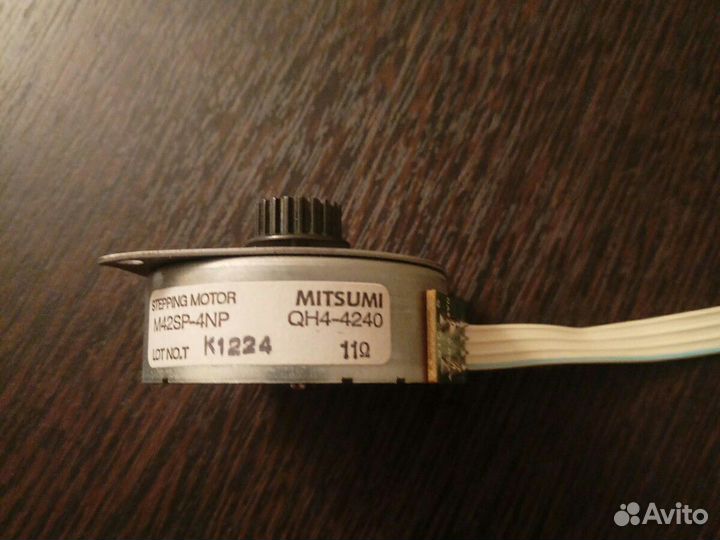 STEPPING MOTOR MITSUMI
M42SP-4NP QH4-4240
LOT NO.T K1224 11Ω
Avito